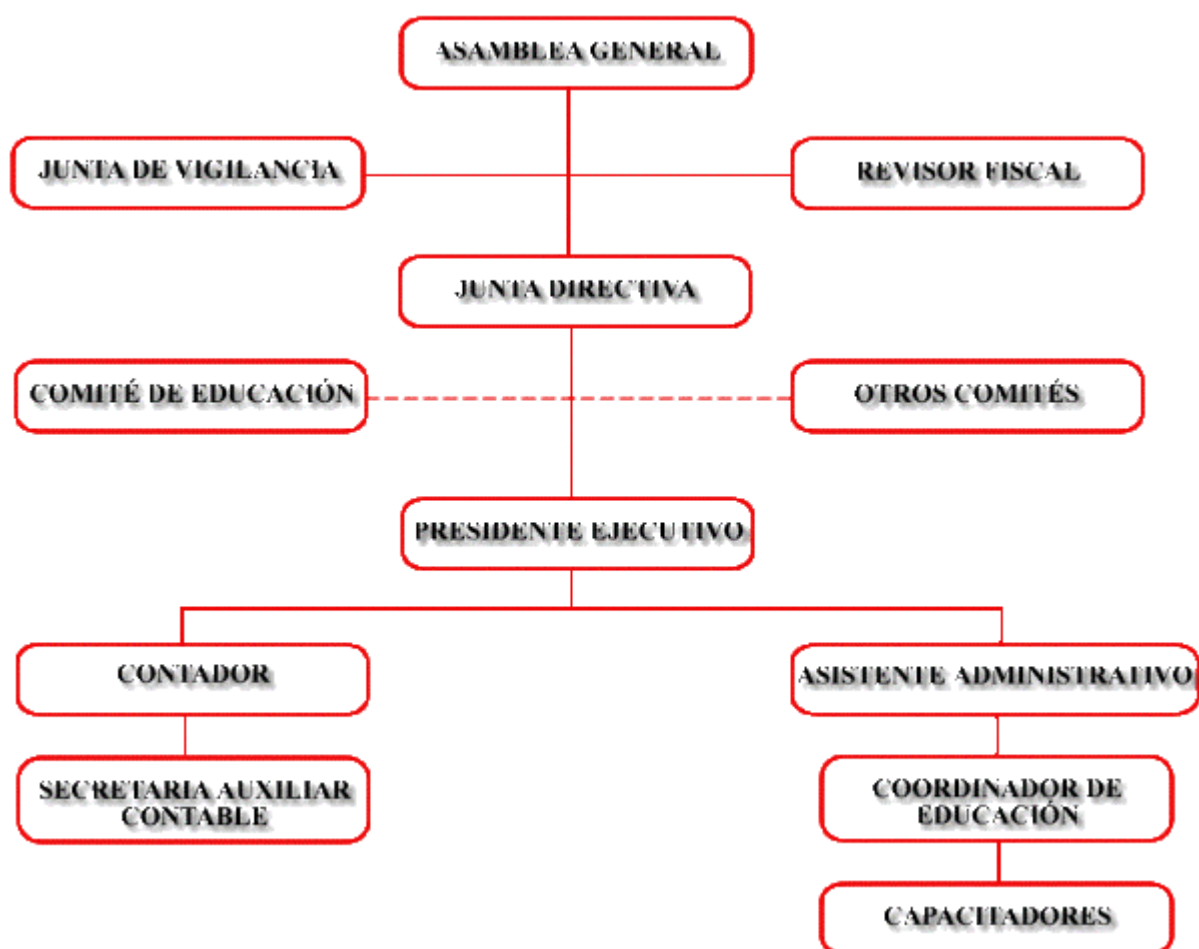 ASAMBLEA GENERAL
JUNTA DE VIGILANCIA
REVISOR FISCAL
JUNTA DIRECTIVA
COMITÉ DE EDUCACIÓN
OTROS COMITÉS
PRESIDENTE EJECUTIVO
CONTADOR
ASISTENTE ADMINISTRATIVO
SECRETARIA AUXILIAR
CONTABLE
COORDINADOR DE
EDUCACIÓN
CAPACITADORES